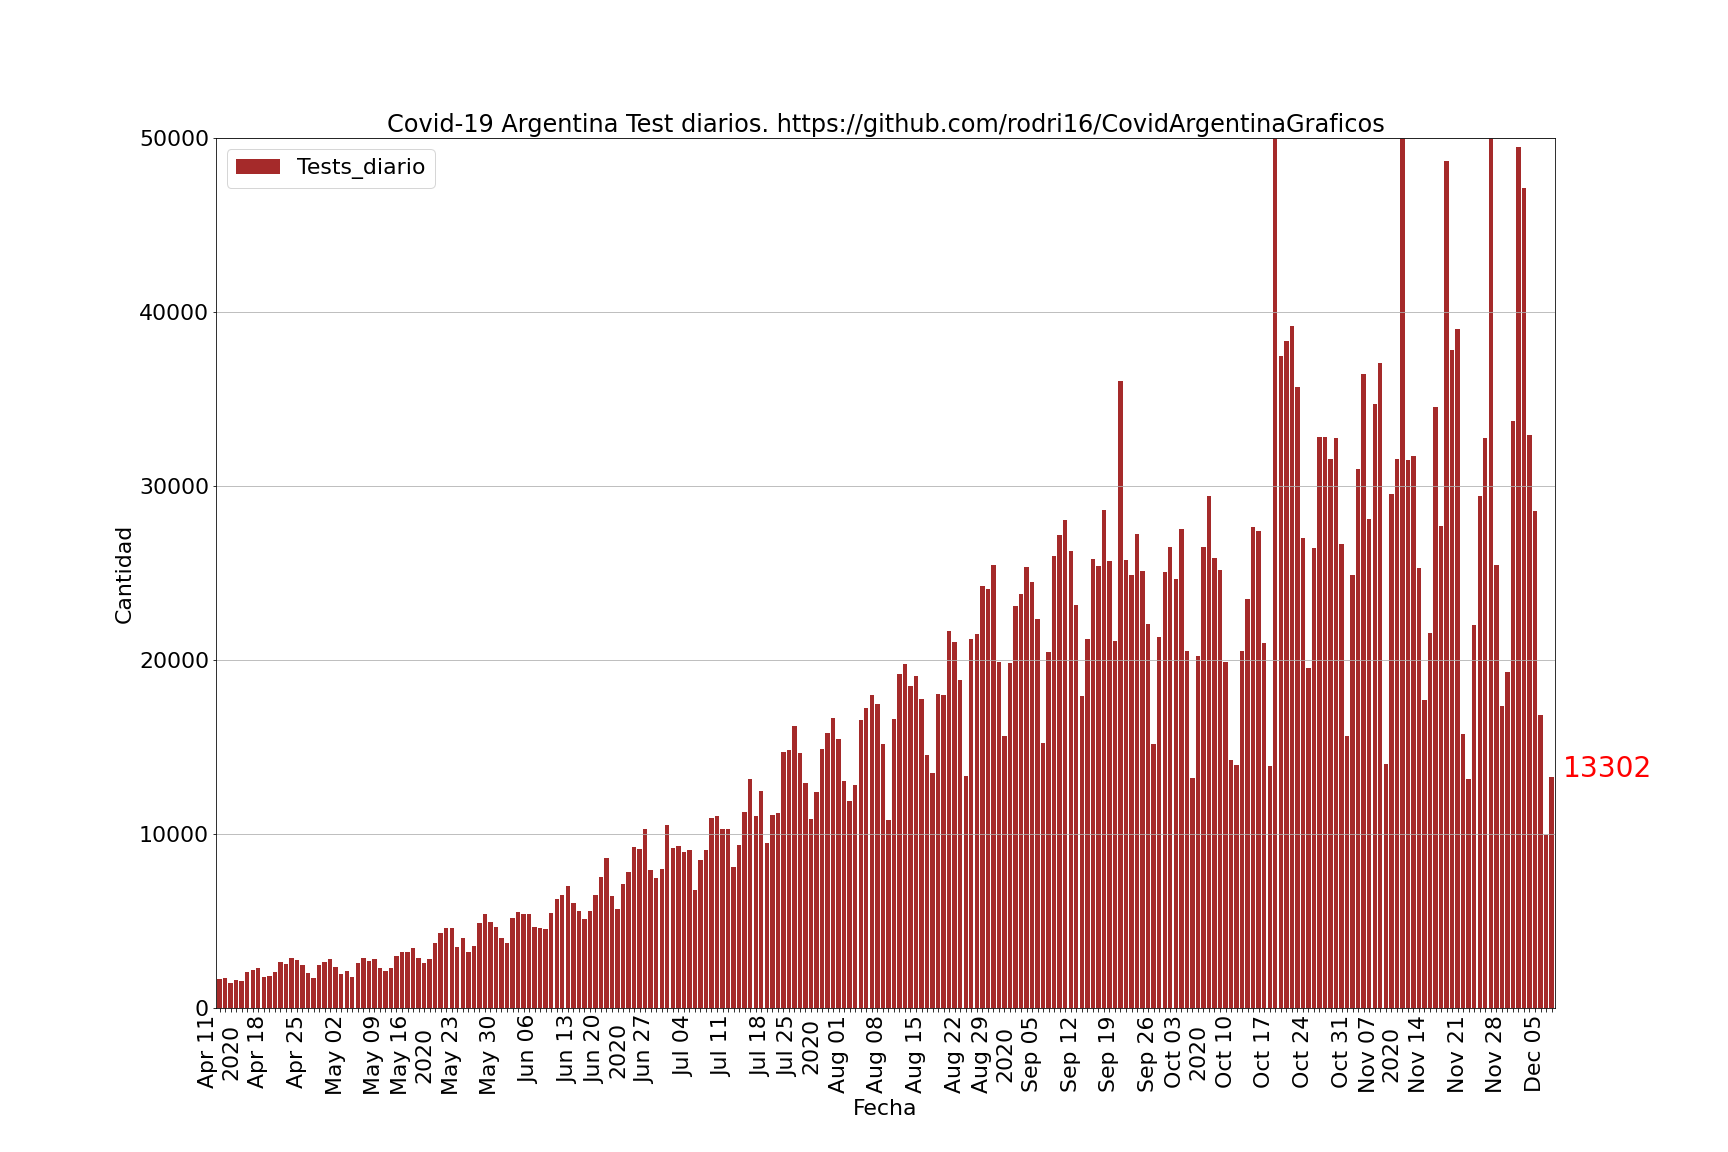 Covid-19 Argentina Test diarios. https://github.com/rodri16/CovidArgentinaGraficos
Tests_diario
50000
40000
30000
20000
10000
0
Cantidad
13302
Apr 11
2020
Apr 18
Apr 25
May 02
May 09
May 16
2020
May 23
May 30
Jun 06
Jun 13
Jun 20
2020
Jun 27
Jul 04
Jul 11
Jul 18
Jul 25
2020
Aug 01
Aug 08
Aug 15
Aug 22
Aug 29
2020
Sep 05
Sep 12
Sep 19
Sep 26
Oct 03
2020
Oct 10
Oct 17
Oct 24
Oct 31
Nov 07
2020
Nov 14
Nov 21
Nov 28
Dec 05
Fecha